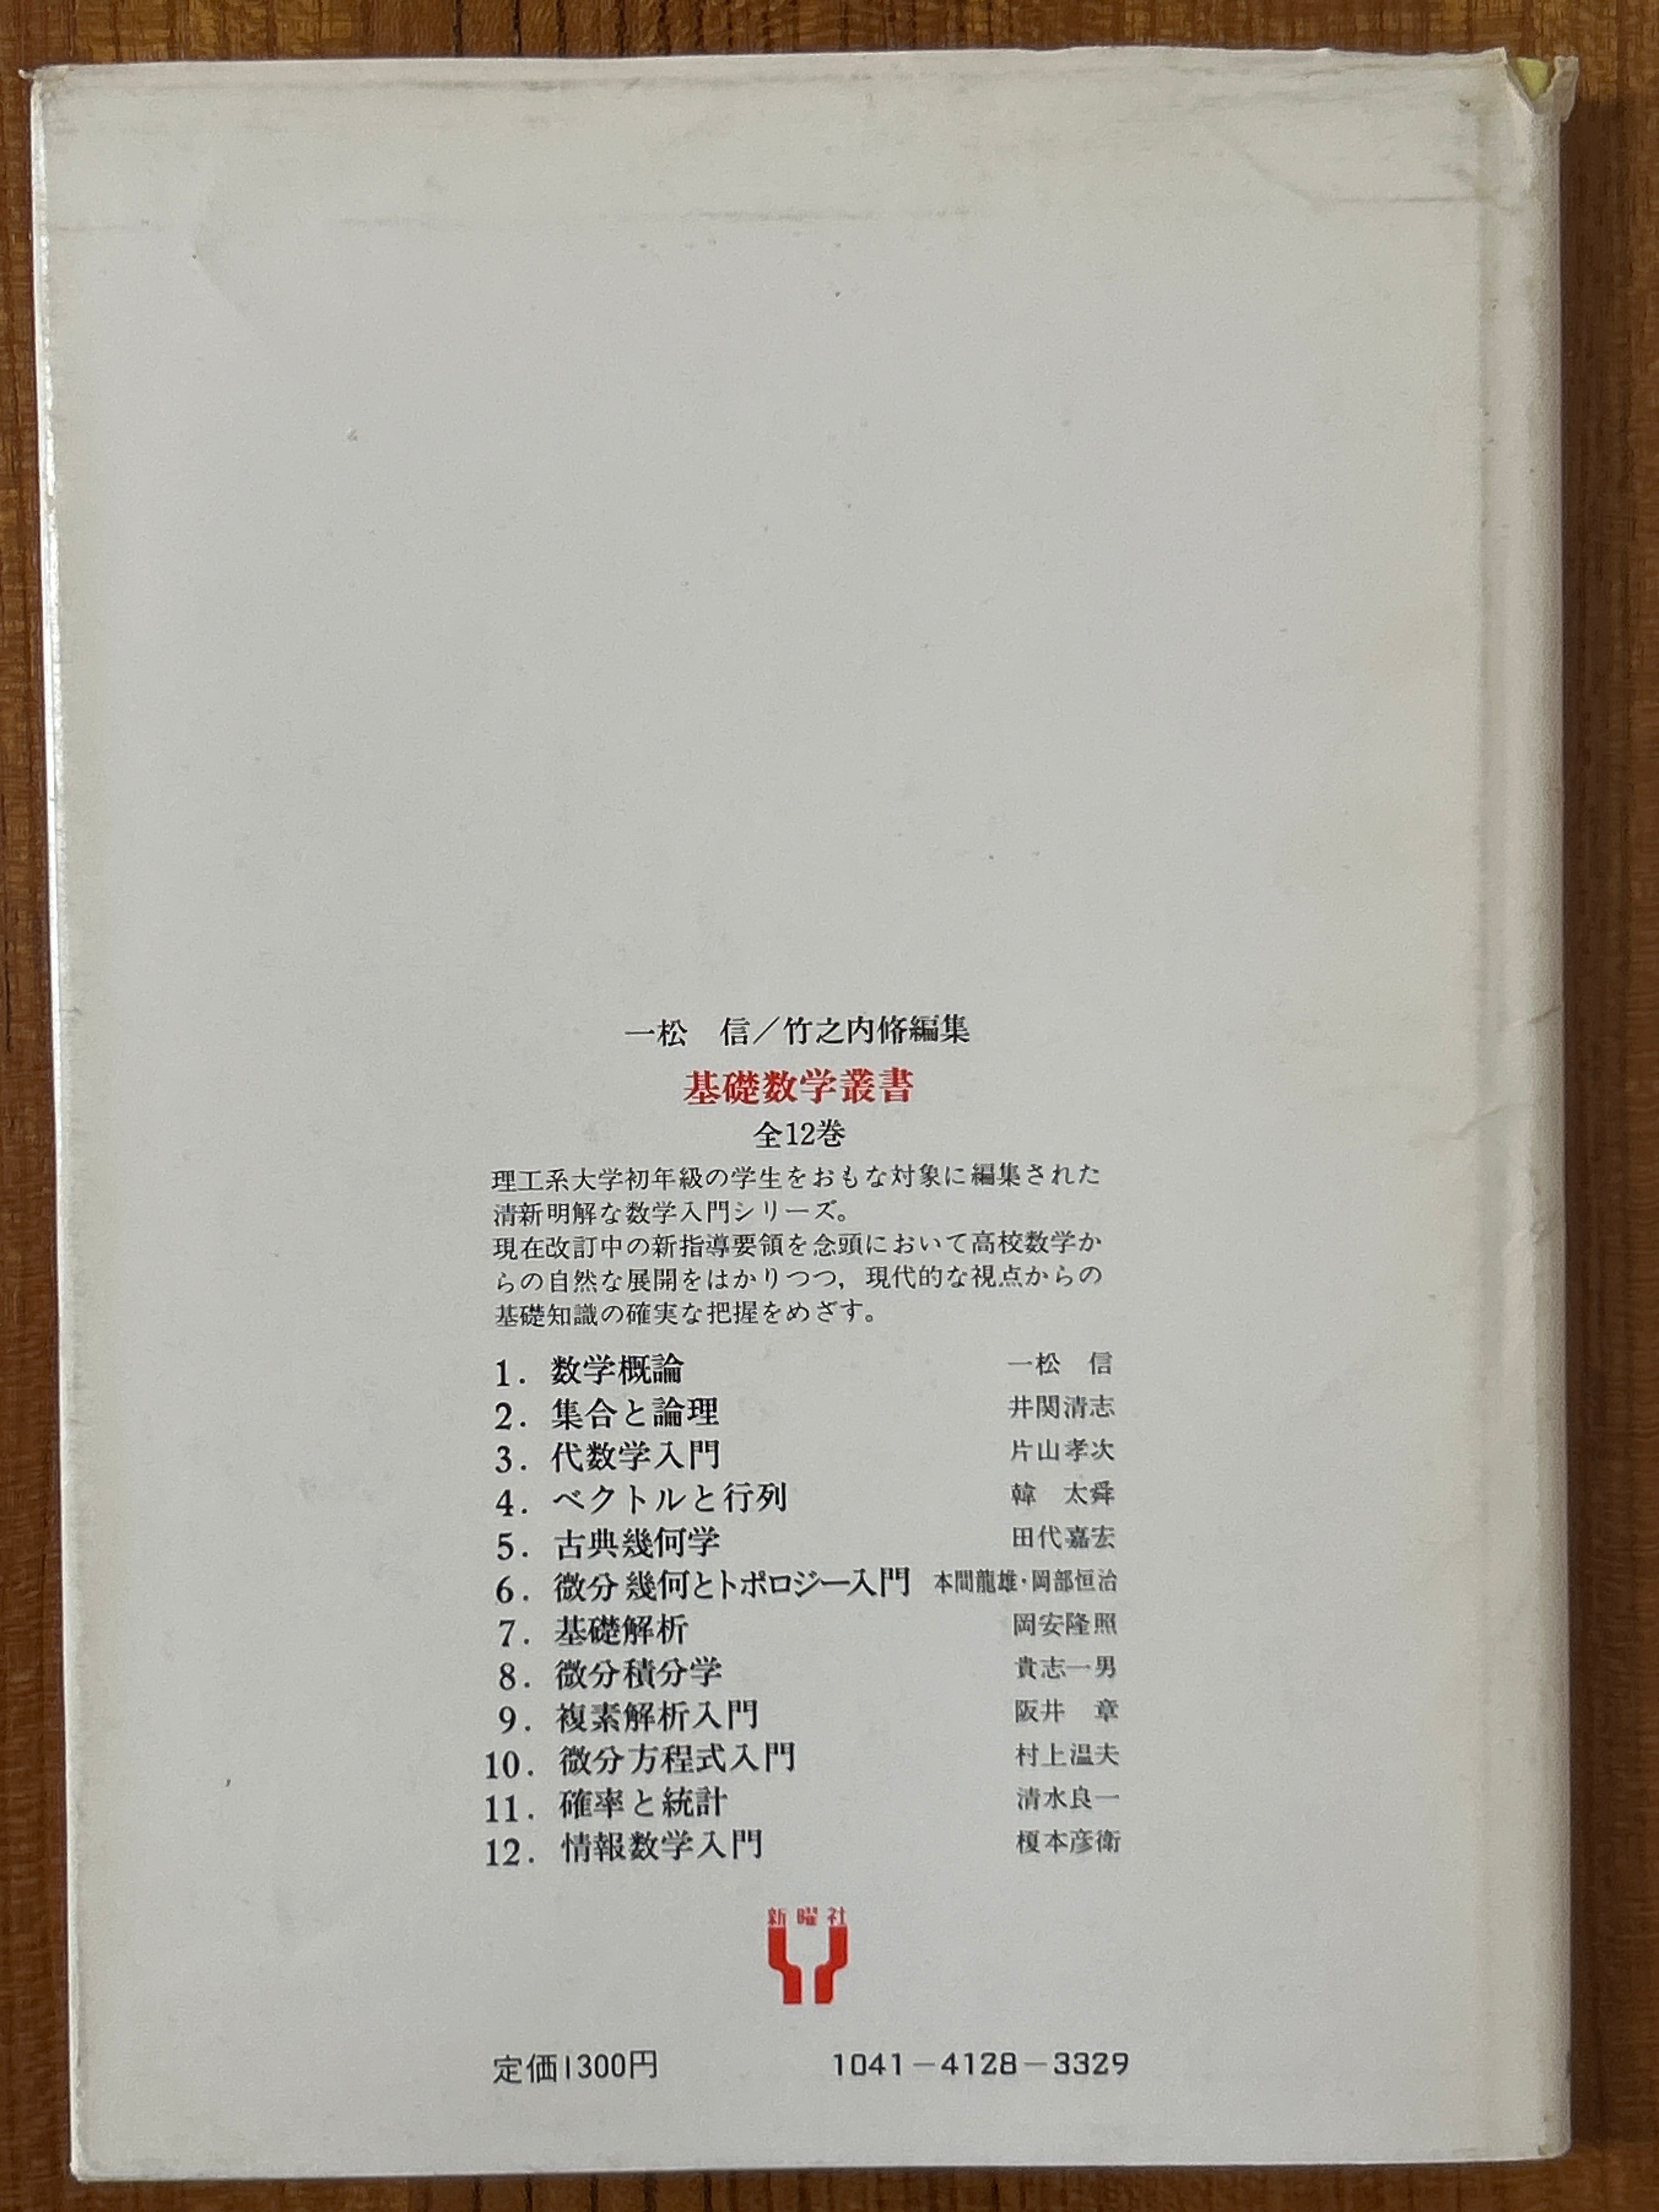 一松　信／竹之内脩編集
基礎数学叢書
全12巻
理工系大学初年級の学生をおもな対象に編集された
清新明解な数学入門シリーズ。
現在改訂中の新指導要領を念頭において高校数学か
らの自然な展開をはかりつつ，現代的な視点からの
基礎知識の確実な把握をめざす。
1. 数学概論　一松　信
2. 集合と論理　井関清志
3. 代数学入門　片山孝次
4. ベクトルと行列　韓　太舜
5. 古典幾何学　田代嘉宏
6. 微分幾何とトポロジー入門　本間龍雄・岡部恒治
7. 基礎解析　岡安隆照
8. 微分積分学　貴志一男
9. 複素解析入門　阪井　章
10. 微分方程式入門　村上温夫
11. 確率と統計　清水良一
12. 情報数学入門　榎本彦衛
新曜社
定価1300円　1041－4128－3329